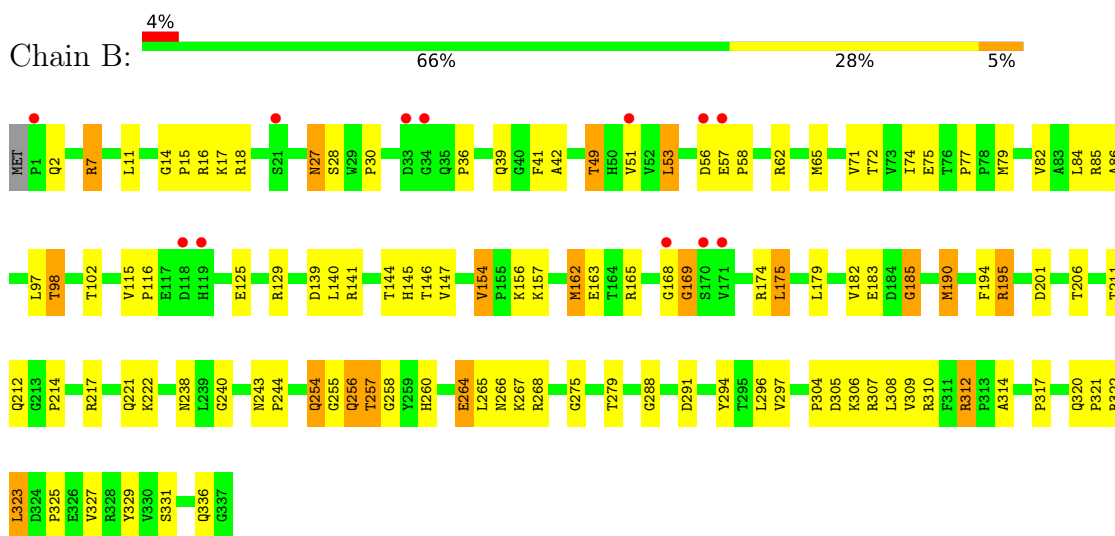 4%
Chain B:
66% 28% 5%
MET P1 Q2 R7 L11 G14 P15 R16 K17 R18 S21 N27 S28 W29 P30 D33 G34 Q35 P36 Q39 G40 F41 A42 T49 H50 V51 V52 L53 D56 E57 P58 R62 M65 V71 T72 V73 I74 E75 T76 P77 P78 M79 V82 A83 L84 R85 A86
L97 T98 T102 V115 P116 E117 D118 H119 E125 R129 D139 L140 R141 T144 H145 T146 V147 V154 P155 K156 K157 M162 E163 T164 R165 G168 G169 S170 V171 R174 L175 L179 V182 E183 D184 G185 M190 F194 R195 D201 T206 T211
Q212 G213 P214 R217 Q221 K222 N238 L239 G240 N243 P244 Q254 G255 Q256 T257 G258 Y259 H260 E264 L265 N266 K267 R268 G275 T279 G288 D291 Y294 T295 L296 V297 P304 D305 K306 R307 L308 V309 R310 F311 R312 P313 A314 P317 Q320 P321
L323 D324 P325 E326 V327 R328 Y329 V330 S331 Q336 G337